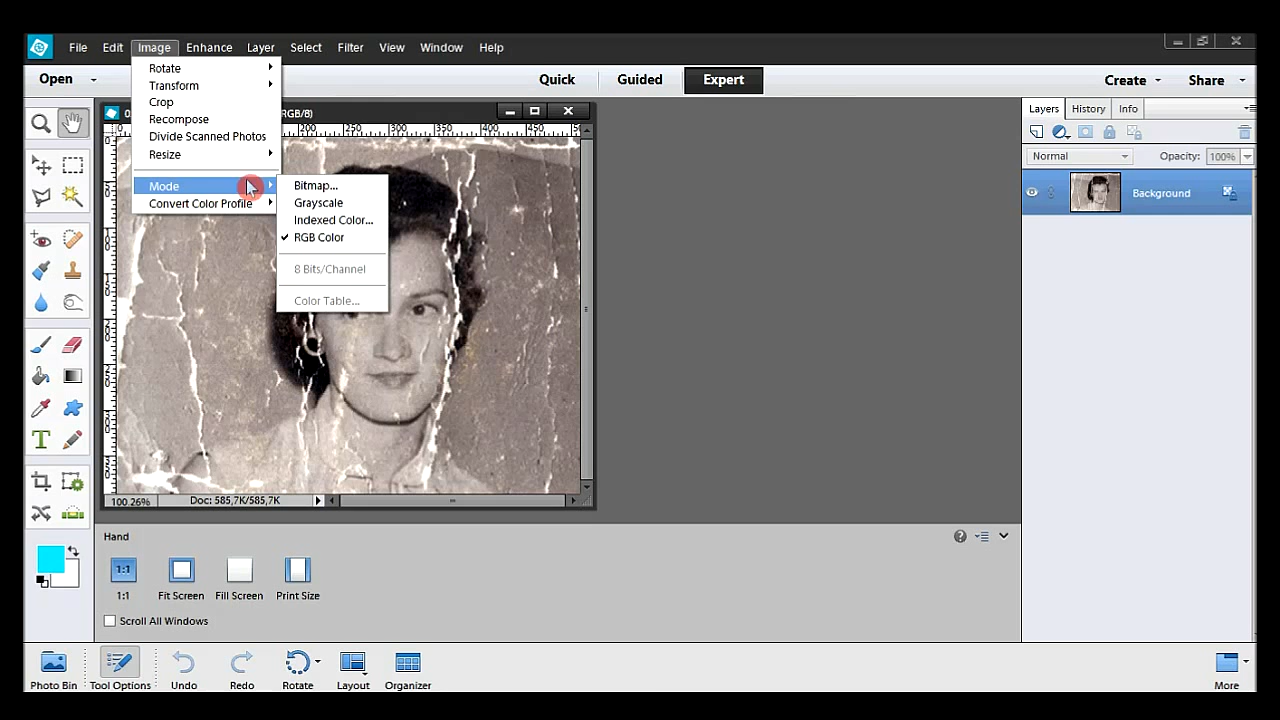 File Edit Image Enhance Layer Select Filter View Window Help
Open
Quick Guided Expert
Create Share
Rotate
Transform
Crop
Recompose
Divide Scanned Photos
Resize
Mode
Convert Color Profile
Bitmap...
Grayscale
Indexed Color...
RGB Color
8 Bits/Channel
Color Table...
RGB/8)
200 250 300 350 400 450
Layers History Info
Normal Opacity: 100%
Background
100.26% Doc: 585,7K/585,7K
Hand
1:1
1:1 Fit Screen Fill Screen Print Size
Scroll All Windows
Photo Bin Tool Options Undo Redo Rotate Layout Organizer More